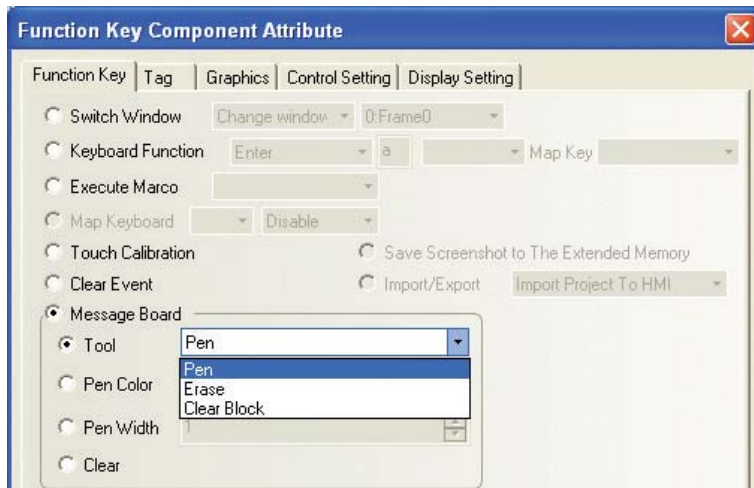 Function Key Component Attribute
Function Key Tag Graphics Control Setting Display Setting
Switch Window Change window 0:Frame0
Keyboard Function Enter a Map Key
Execute Marco
Map Keyboard Disable
Touch Calibration Save Screenshot to The Extended Memory
Clear Event Import/Export Import Project To HMI
Message Board
Tool Pen
Pen
Pen Color Erase
Clear Block
Pen Width 1
Clear